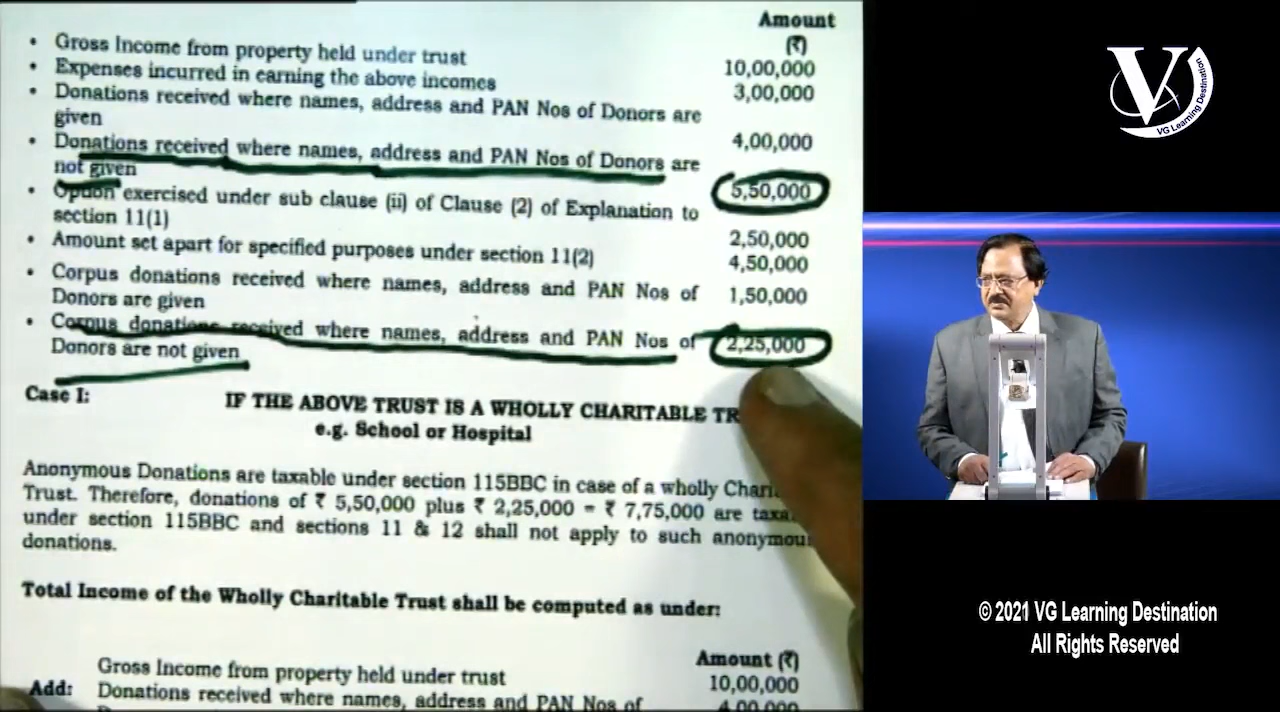 Amount
(₹)
• Gross Income from property held under trust 10,00,000
• Expenses incurred in earning the above incomes 3,00,000
• Donations received where names, address and PAN Nos of Donors are
given 4,00,000
• Donations received where names, address and PAN Nos of Donors are
not given 5,50,000
• Option exercised under sub clause (ii) of Clause (2) of Explanation to
section 11(1) 2,50,000
• Amount set apart for specified purposes under section 11(2) 4,50,000
• Corpus donations received where names, address and PAN Nos of 1,50,000
Donors are given
• Corpus donations received where names, address and PAN Nos of 2,25,000
Donors are not given
Case I: IF THE ABOVE TRUST IS A WHOLLY CHARITABLE TR
e.g. School or Hospital
Anonymous Donations are taxable under section 115BBC in case of a wholly Chari
Trust. Therefore, donations of ₹ 5,50,000 plus ₹ 2,25,000 = ₹ 7,75,000 are taxa
under section 115BBC and sections 11 & 12 shall not apply to such anonymou
donations.
Total Income of the Wholly Charitable Trust shall be computed as under:
Amount (₹)
Gross Income from property held under trust 10,00,000
Add: Donations received where names, address and PAN Nos of 4,00,000
V
VG Learning Destination
© 2021 VG Learning Destination
All Rights Reserved